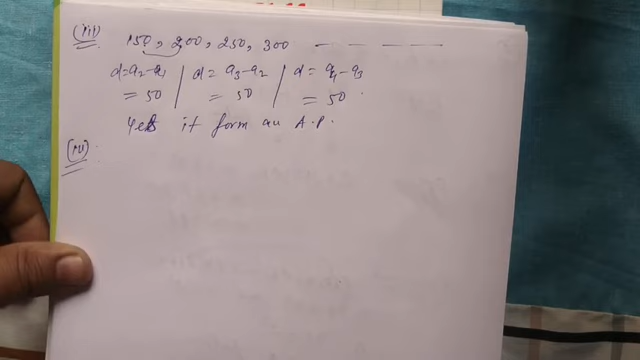 (iii) 150, 200, 250, 300 — — — —
d=a2-a1 | d = a3-a2 | d = a4-a3
= 50 | = 50 | = 50
Yes it form an A.P.
(iv)